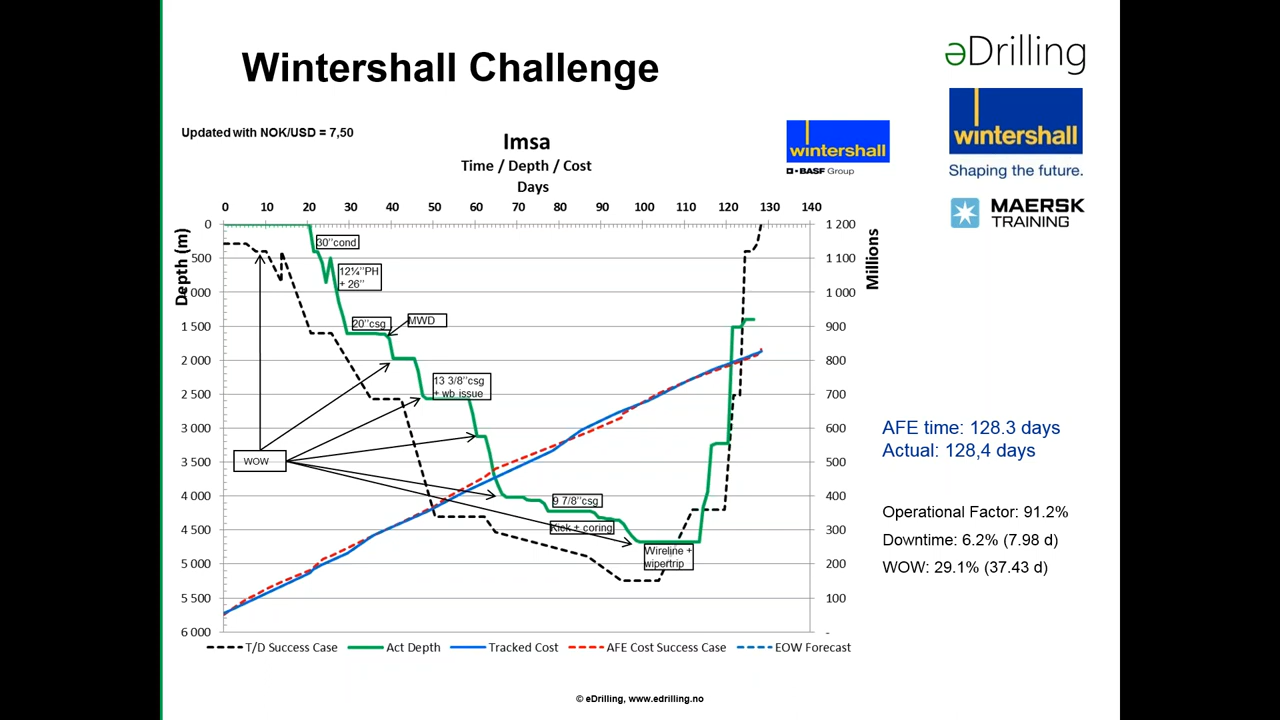 Wintershall Challenge
eDrilling
wintershall
Shaping the future.
MAERSK
TRAINING
Updated with NOK/USD = 7,50
Imsa
Time / Depth / Cost
Days
wintershall
BASF Group
0 10 20 30 40 50 60 70 80 90 100 110 120 130 140
Depth (m)
0
500
1 000
1 500
2 000
2 500
3 000
3 500
4 000
4 500
5 000
5 500
6 000
Millions
1 200
1 100
1 000
900
800
700
600
500
400
300
200
100
-
30''cond
12¼''PH
+ 26''
20''csg
MWD
13 3/8''csg
+ wb issue
WOW
9 7/8''csg
Kick + coring
Wireline +
wipertrip
T/D Success Case Act Depth Tracked Cost AFE Cost Success Case EOW Forecast
AFE time: 128.3 days
Actual: 128,4 days
Operational Factor: 91.2%
Downtime: 6.2% (7.98 d)
WOW: 29.1% (37.43 d)
© eDrilling, www.edrilling.no